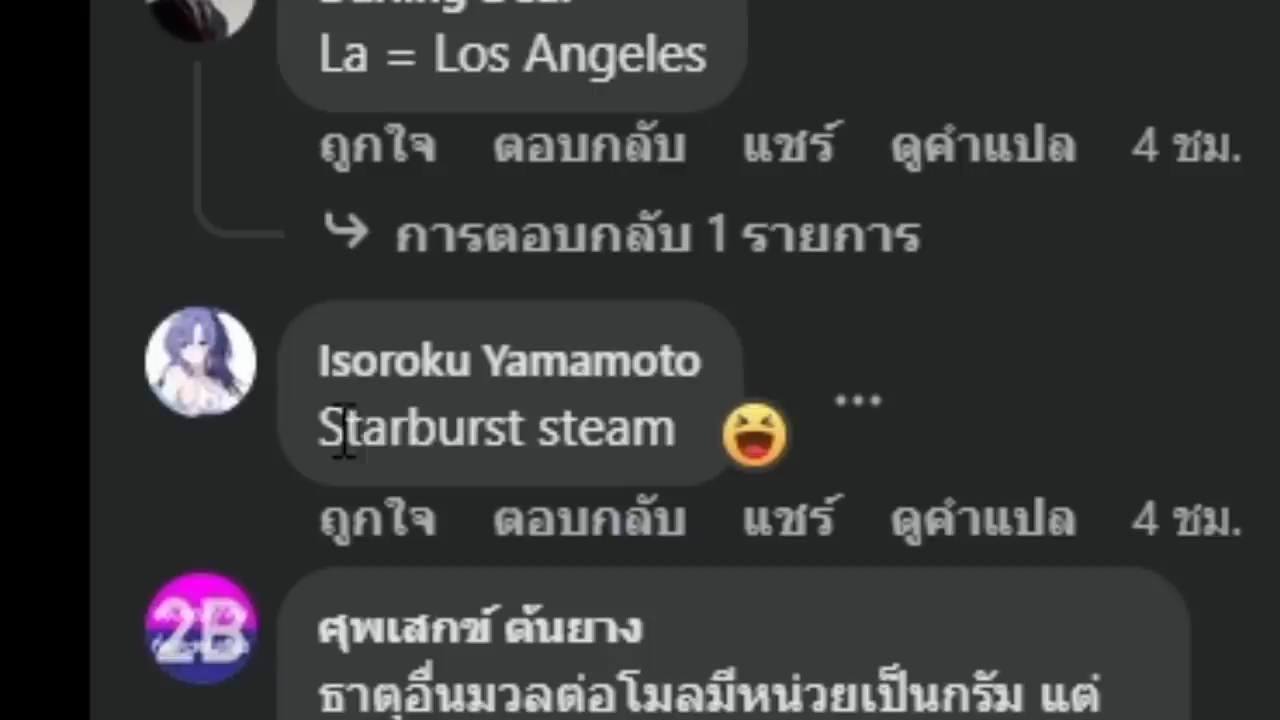 La = Los Angeles
ถูกใจ ตอบกลับ แชร์ ดูคำแปล 4 ชม.
การตอบกลับ 1 รายการ
Isoroku Yamamoto
Starburst steam
ถูกใจ ตอบกลับ แชร์ ดูคำแปล 4 ชม.
2B
ศุพเสกข์ ต้นยาง
ธาตุอื่นมวลต่อโมลมีหน่วยเป็นกรัม แต่